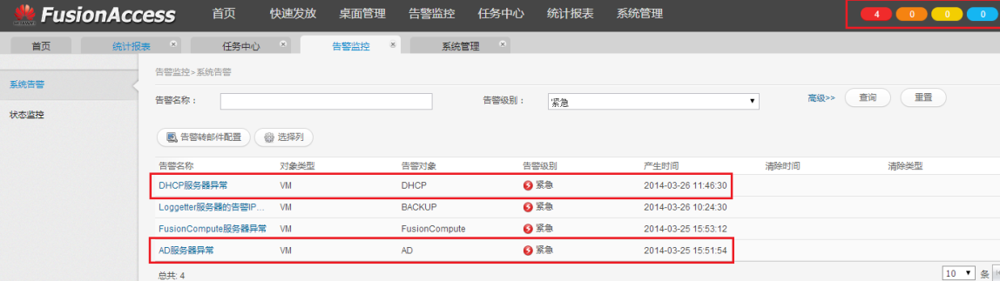 HUAWEI FusionAccess 首页 快速发放 桌面管理 告警监控 任务中心 统计报表 系统管理 4 0 0 0
首页 统计报表 × 任务中心 × 告警监控 × 系统管理 ×
告警监控>系统告警
系统告警
状态监控
告警名称： 告警级别： 紧急 高级>> 查询 重置
告警转邮件配置 选择列
告警名称 对象类型 告警对象 告警级别 产生时间 清除时间 清除类型
DHCP服务器异常 VM DHCP 紧急 2014-03-26 11:46:30
Loggetter服务器的告警IP... VM BACKUP 紧急 2014-03-26 10:24:30
FusionCompute服务器异常 VM FusionCompute 紧急 2014-03-25 15:53:12
AD服务器异常 VM AD 紧急 2014-03-25 15:51:54
总共: 4 10 条